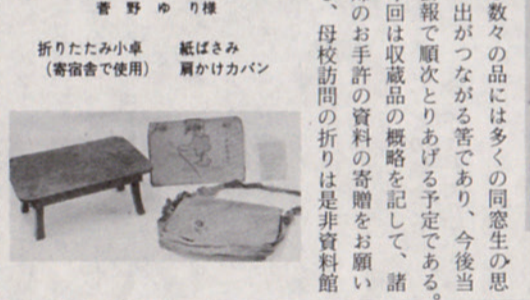 数々の品には多くの同窓生の思
出がつながる筈であり、今後当
報で順次とりあげる予定である
回は収蔵品の概略を記して、諸
のお手許の資料の寄贈をお願い
、母校訪問の折りは是非資料館
菅野ゆり様
折りたたみ小卓 紙ばさみ
（寄宿舎で使用） 肩かけカバン